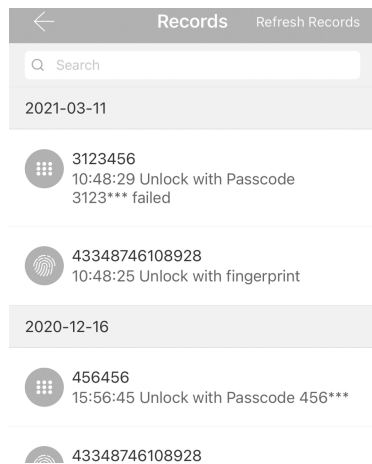 Records Refresh Records
Search
2021-03-11
3123456
10:48:29 Unlock with Passcode
3123*** failed
43348746108928
10:48:25 Unlock with fingerprint
2020-12-16
456456
15:56:45 Unlock with Passcode 456***
43348746108928